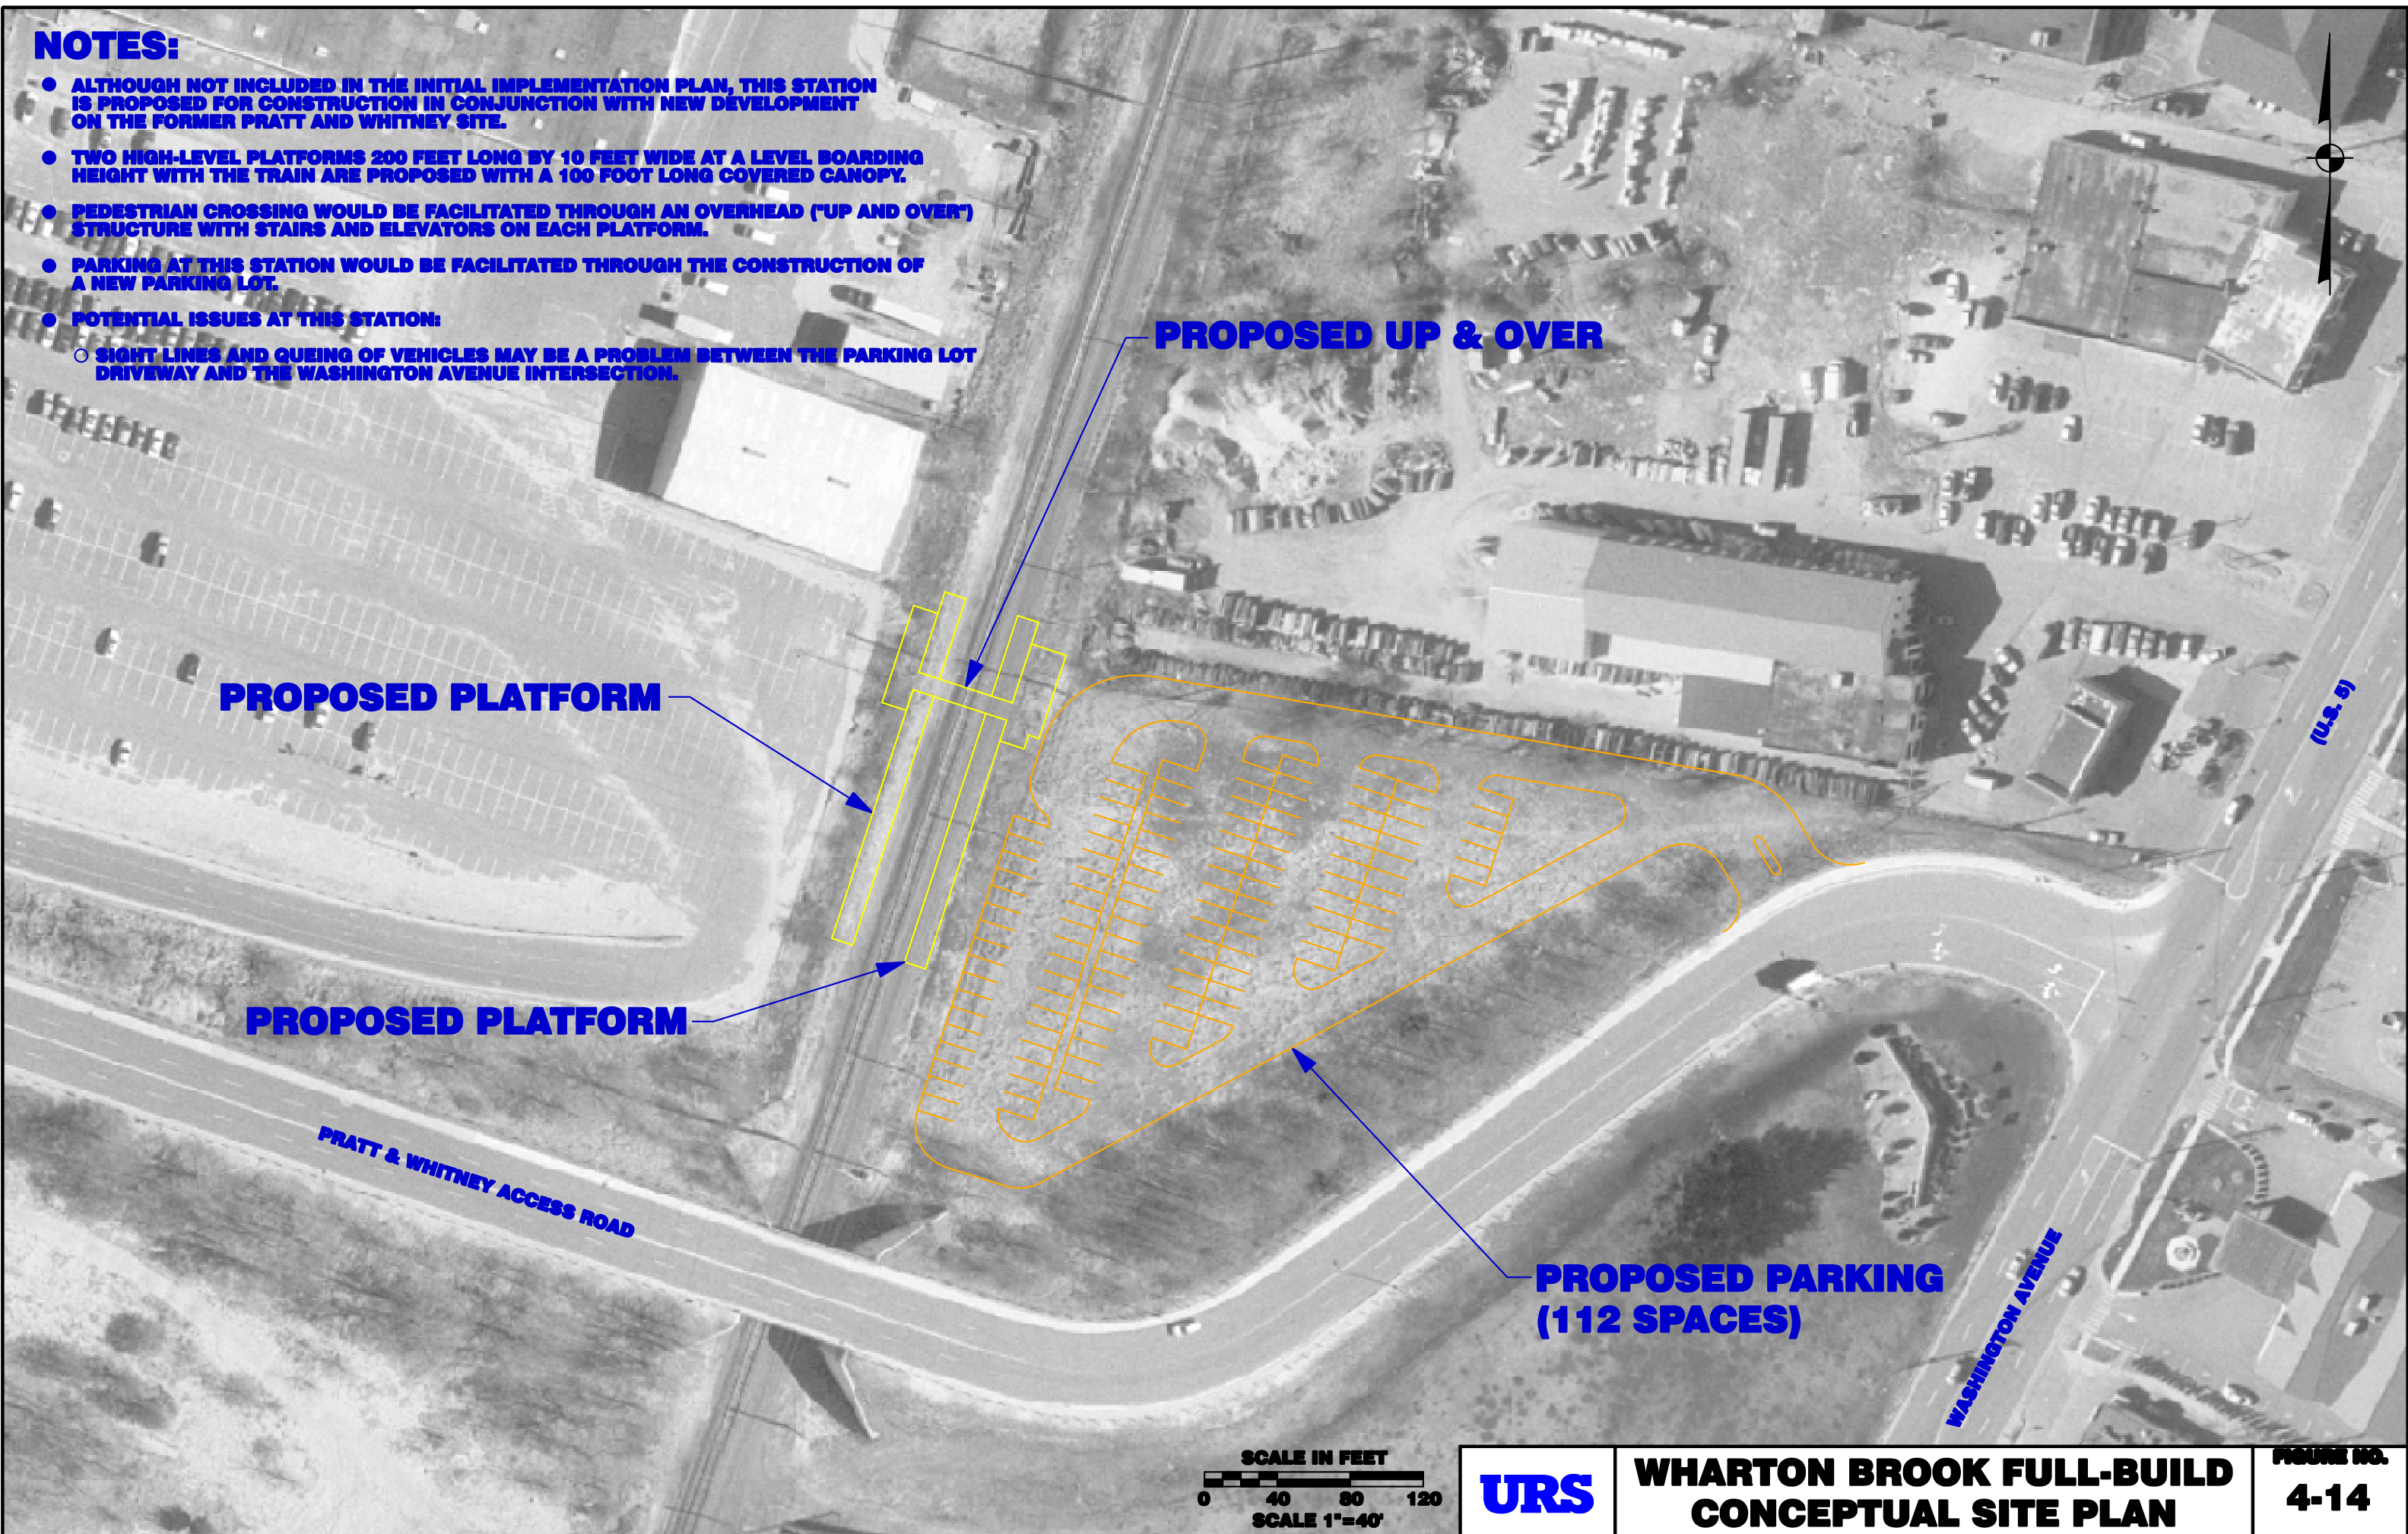 NOTES:
● ALTHOUGH NOT INCLUDED IN THE INITIAL IMPLEMENTATION PLAN, THIS STATION
IS PROPOSED FOR CONSTRUCTION IN CONJUNCTION WITH NEW DEVELOPMENT
ON THE FORMER PRATT AND WHITNEY SITE.
● TWO HIGH-LEVEL PLATFORMS 200 FEET LONG BY 10 FEET WIDE AT A LEVEL BOARDING
HEIGHT WITH THE TRAIN ARE PROPOSED WITH A 100 FOOT LONG COVERED CANOPY.
● PEDESTRIAN CROSSING WOULD BE FACILITATED THROUGH AN OVERHEAD ("UP AND OVER")
STRUCTURE WITH STAIRS AND ELEVATORS ON EACH PLATFORM.
● PARKING AT THIS STATION WOULD BE FACILITATED THROUGH THE CONSTRUCTION OF
A NEW PARKING LOT.
● POTENTIAL ISSUES AT THIS STATION:
○ SIGHT LINES AND QUEING OF VEHICLES MAY BE A PROBLEM BETWEEN THE PARKING LOT
DRIVEWAY AND THE WASHINGTON AVENUE INTERSECTION.
PROPOSED UP & OVER
PROPOSED PLATFORM
(U.S. 5)
PROPOSED PLATFORM
PRATT & WHITNEY ACCESS ROAD
PROPOSED PARKING
(112 SPACES)
WASHINGTON AVENUE
SCALE IN FEET
0 40 80 120
SCALE 1"=40'
URS
WHARTON BROOK FULL-BUILD
CONCEPTUAL SITE PLAN
FIGURE NO.
4-14